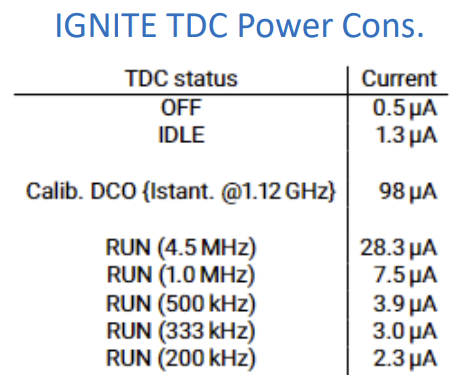 IGNITE TDC Power Cons.
TDC status Current
OFF 0.5 µA
IDLE 1.3 µA
Calib. DCO {Istant. @1.12 GHz} 98 µA
RUN (4.5 MHz) 28.3 µA
RUN (1.0 MHz) 7.5 µA
RUN (500 kHz) 3.9 µA
RUN (333 kHz) 3.0 µA
RUN (200 kHz) 2.3 µA